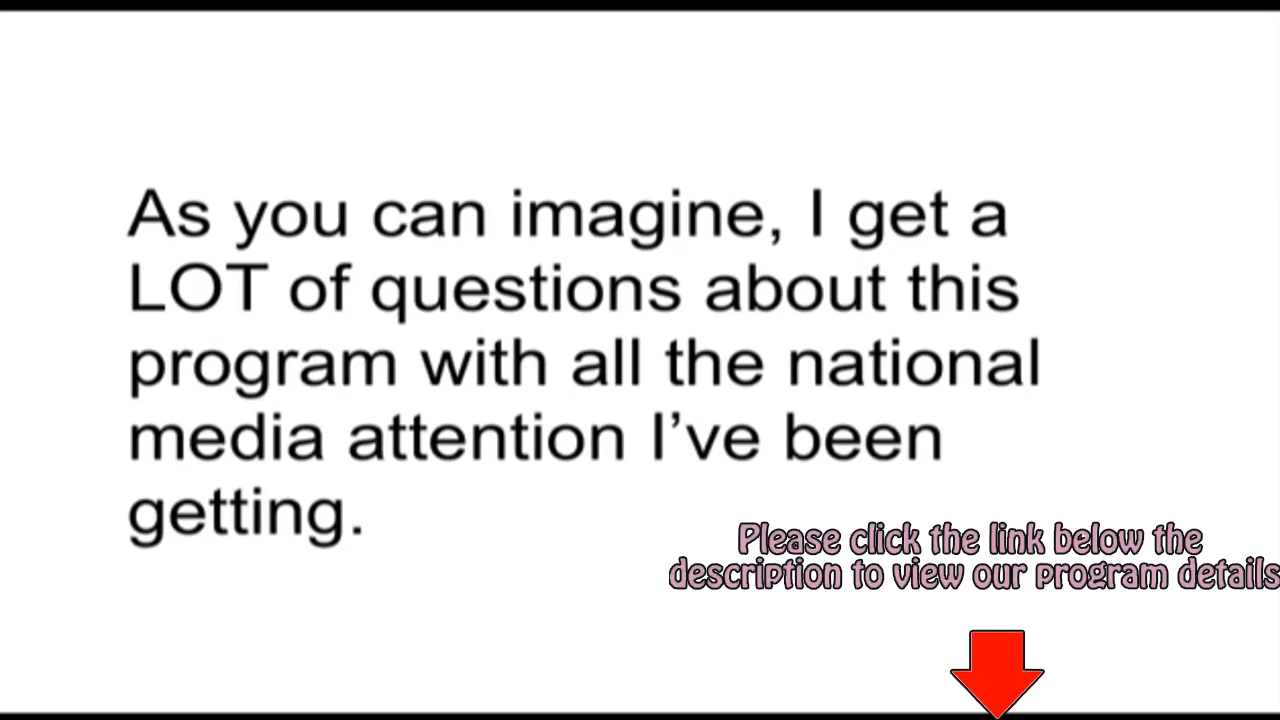 As you can imagine, I get a
LOT of questions about this
program with all the national
media attention I’ve been
getting.
Please click the link below the
description to view our program details